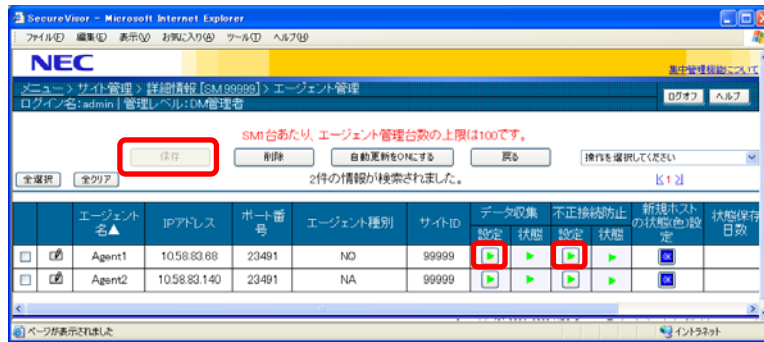 SecureVisor - Microsoft Internet Explorer
ファイル(F) 編集(E) 表示(V) お気に入り(A) ツール(T) ヘルプ(H)
NEC
集中管理機能について
メニュー > サイト管理 > 詳細情報 [SM99999] > エージェント管理
ログイン名:admin | 管理レベル:DM管理者
ログオフ ヘルプ
SM1台あたり、エージェント管理台数の上限は100です。
保存 削除 自動更新をONにする 戻る 操作を選択してください
全選択 全クリア 2件の情報が検索されました。 1
エージェント名▲ IPアドレス ポート番号 エージェント種別 サイトID データ収集 不正接続防止 新規ホストの状態(色)設定 状態保存日数
設定 状態 設定 状態
Agent1 10.58.83.68 23491 NO 99999 OK
Agent2 10.58.83.140 23491 NA 99999 OK
ページが表示されました イントラネット